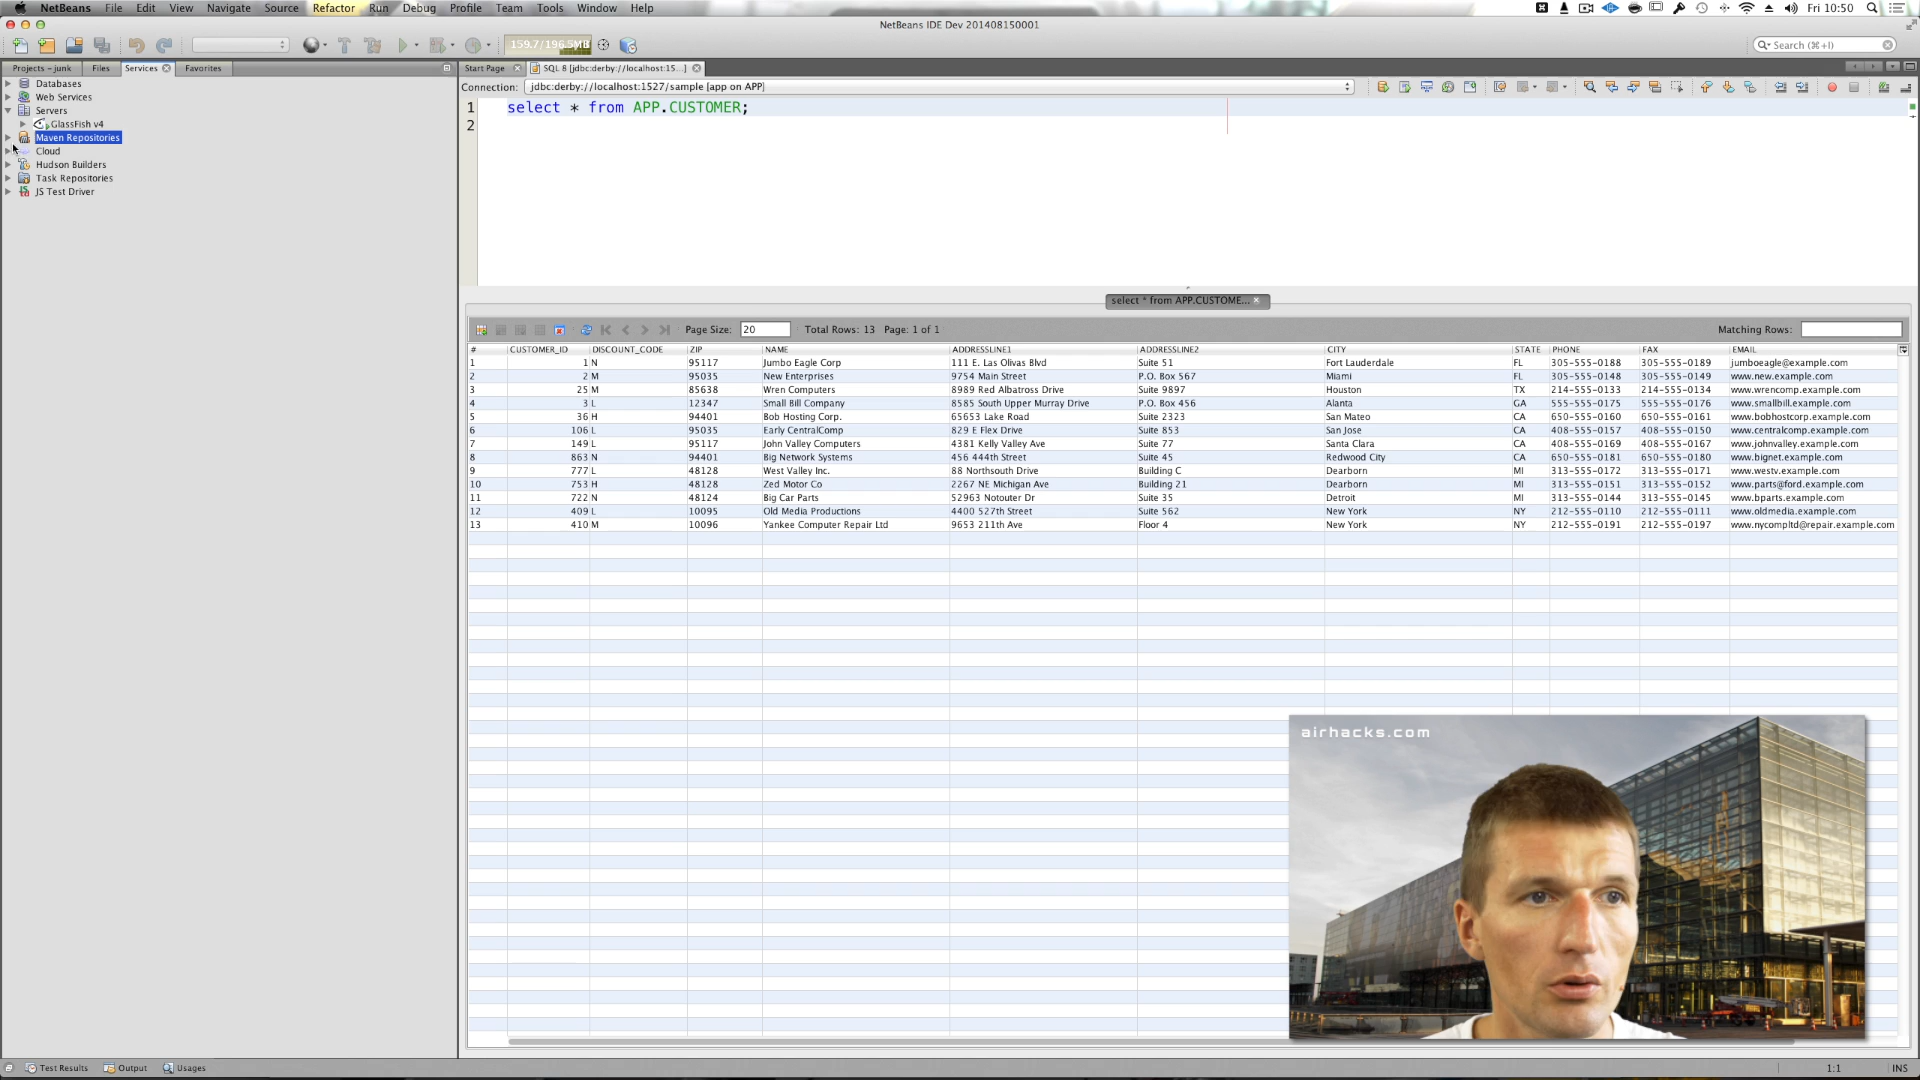 NetBeans File Edit View Navigate Source Refactor Run Debug Profile Team Tools Window Help Fri 10:50
NetBeans IDE Dev 201408150001
159.7/196.5MB Search (⌘+I)
Projects - junk Files Services Favorites Start Page SQL 8 [jdbc:derby://localhost:15...]
Databases
Web Services
Servers
GlassFish v4
Maven Repositories
Cloud
Hudson Builders
Task Repositories
JS Test Driver
Connection: jdbc:derby://localhost:1527/sample [app on APP]
1 select * from APP.CUSTOMER;
2
select * from APP.CUSTOME...
Page Size: 20 Total Rows: 13 Page: 1 of 1 Matching Rows:
# CUSTOMER_ID DISCOUNT_CODE ZIP NAME ADDRESSLINE1 ADDRESSLINE2 CITY STATE PHONE FAX EMAIL
1 1 N 95117 Jumbo Eagle Corp 111 E. Las Olivas Blvd Suite 51 Fort Lauderdale FL 305-555-0188 305-555-0189 jumboeagle@example.com
2 2 M 95035 New Enterprises 9754 Main Street P.O. Box 567 Miami FL 305-555-0148 305-555-0149 www.new.example.com
3 25 M 85638 Wren Computers 8989 Red Albatross Drive Suite 9897 Houston TX 214-555-0133 214-555-0134 www.wrencomp.example.com
4 3 L 12347 Small Bill Company 8585 South Upper Murray Drive P.O. Box 456 Alanta GA 555-555-0175 555-555-0176 www.smallbill.example.com
5 36 H 94401 Bob Hosting Corp. 65653 Lake Road Suite 2323 San Mateo CA 650-555-0160 650-555-0161 www.bobhostcorp.example.com
6 106 L 95035 Early CentralComp 829 E Flex Drive Suite 853 San Jose CA 408-555-0157 408-555-0150 www.centralcomp.example.com
7 149 L 95117 John Valley Computers 4381 Kelly Valley Ave Suite 77 Santa Clara CA 408-555-0169 408-555-0167 www.johnvalley.example.com
8 863 N 94401 Big Network Systems 456 444th Street Suite 45 Redwood City CA 650-555-0181 650-555-0180 www.bignet.example.com
9 777 L 48128 West Valley Inc. 88 Northsouth Drive Building C Dearborn MI 313-555-0172 313-555-0171 www.westv.example.com
10 753 H 48128 Zed Motor Co 2267 NE Michigan Ave Building 21 Dearborn MI 313-555-0151 313-555-0152 www.parts@ford.example.com
11 722 N 48124 Big Car Parts 52963 Notouter Dr Suite 35 Detroit MI 313-555-0144 313-555-0145 www.bparts.example.com
12 409 L 10095 Old Media Productions 4400 527th Street Suite 562 New York NY 212-555-0110 212-555-0111 www.oldmedia.example.com
13 410 M 10096 Yankee Computer Repair Ltd 9653 211th Ave Floor 4 New York NY 212-555-0191 212-555-0197 www.nycompltd@repair.example.com
airhacks.com
Test Results Output Usages 1:1 INS